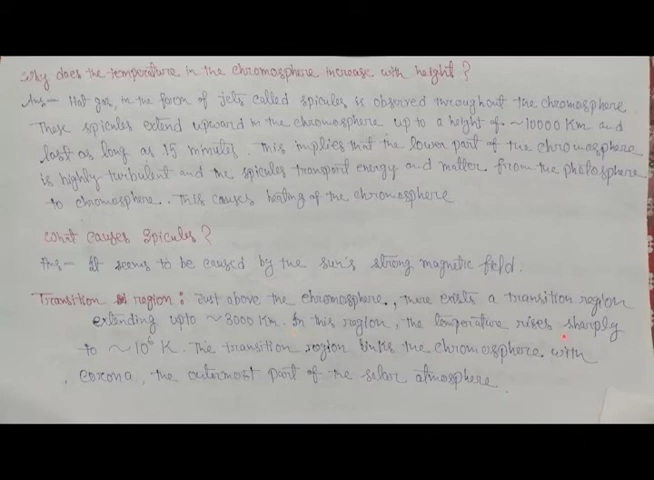 Why does the temperature in the chromosphere increase with height?
Ans - Hot gas, in the form of jets called spicules is observed throughout the chromosphere.
These spicules extend upward in the chromosphere up to a height of ~10000 Km and
last as long as 15 minutes. This implies that the lower part of the chromosphere
is highly turbulent and the spicules transport energy and matter from the photosphere
to chromosphere. This causes heating of the chromosphere
What causes Spicules?
Ans - It seems to be caused by the sun's strong magnetic field.
Transition region: Just above the chromosphere, there exists a transition region
extending upto ~3000 Km. In this region, the temperature rises sharply
to ~10⁶ K. The transition region links the chromosphere with
corona, the outermost part of the solar atmosphere.